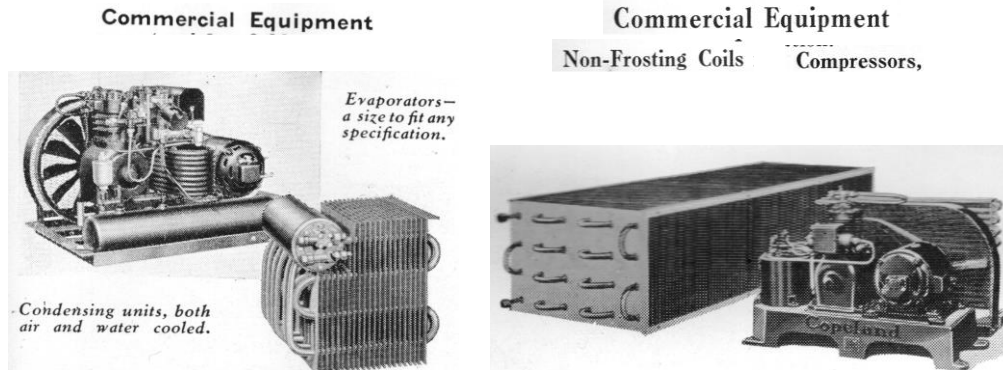 Commercial Equipment
Evaporators—
a size to fit any
specification.
Condensing units, both
air and water cooled.
Commercial Equipment
Non-Frosting Coils Compressors,
Copeland